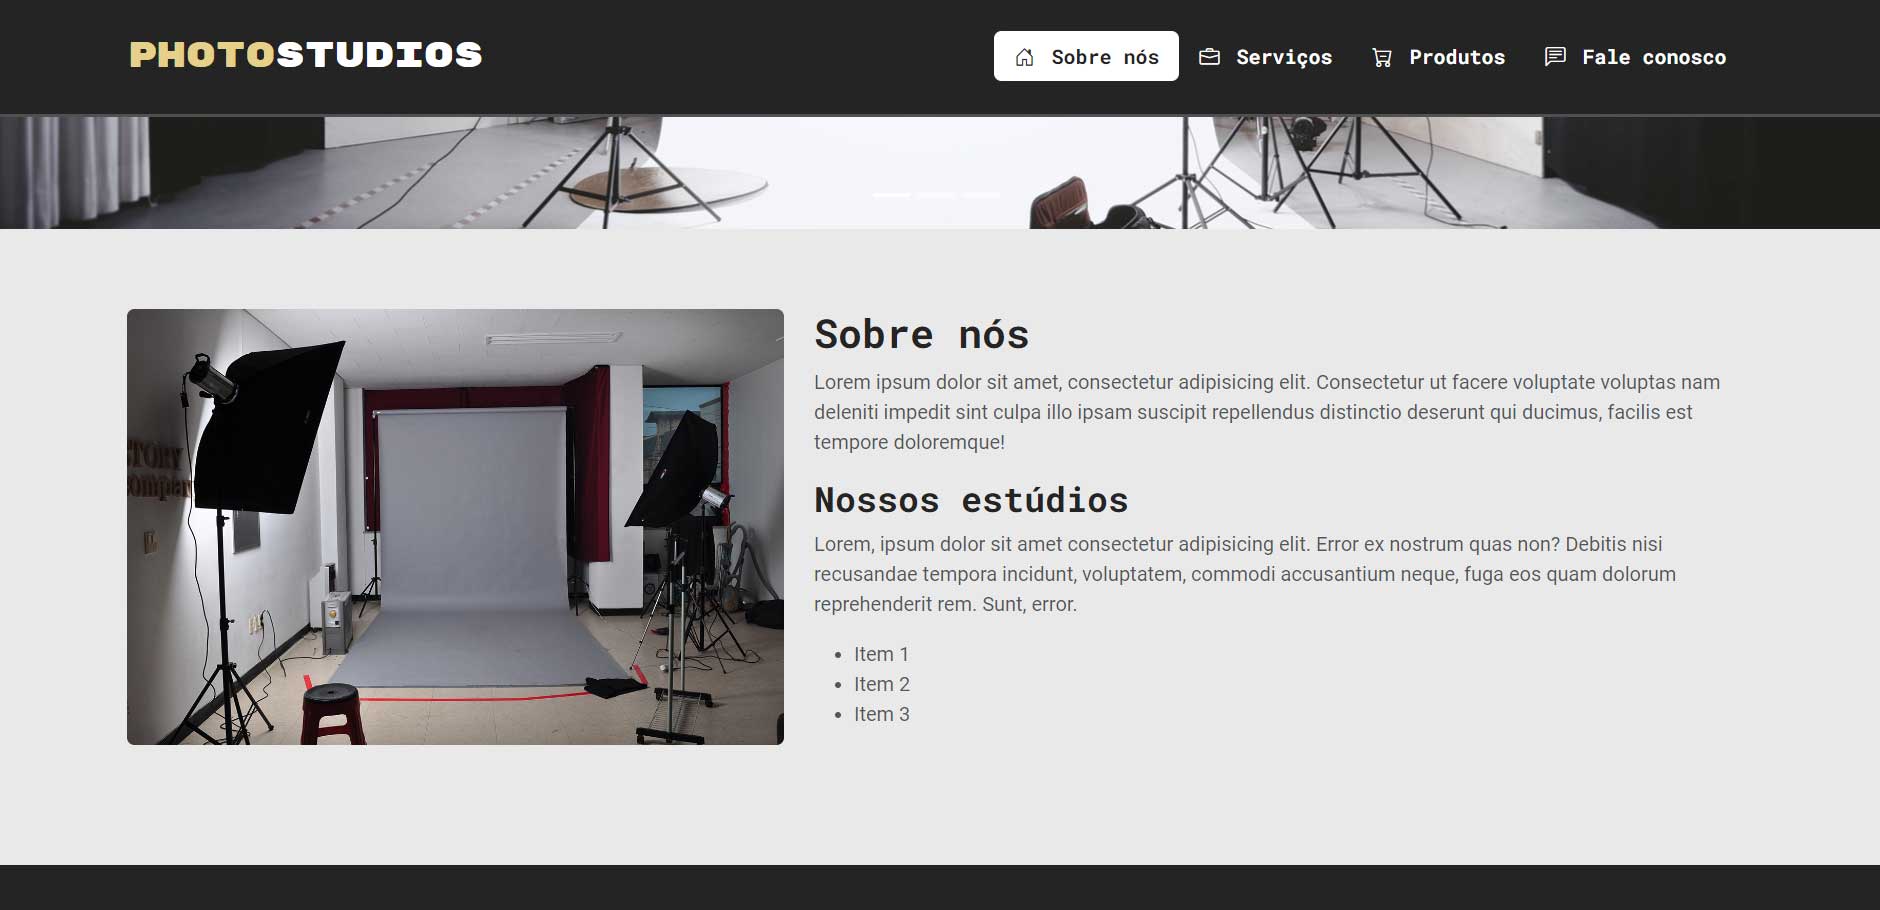 PHOTOSTUDIOS
Sobre nós
Serviços
Produtos
Fale conosco
TORY
Sobre nós
Lorem ipsum dolor sit amet, consectetur adipisicing elit. Consectetur ut facere voluptate voluptas nam
deleniti impedit sint culpa illo ipsam suscipit repellendus distinctio deserunt qui ducimus, facilis est
tempore doloremque!
Nossos estúdios
Lorem, ipsum dolor sit amet consectetur adipisicing elit. Error ex nostrum quas non? Debitis nisi
recusandae tempora incidunt, voluptatem, commodi accusantium neque, fuga eos quam dolorum
reprehenderit rem. Sunt, error.
Item 1
Item 2
Item 3